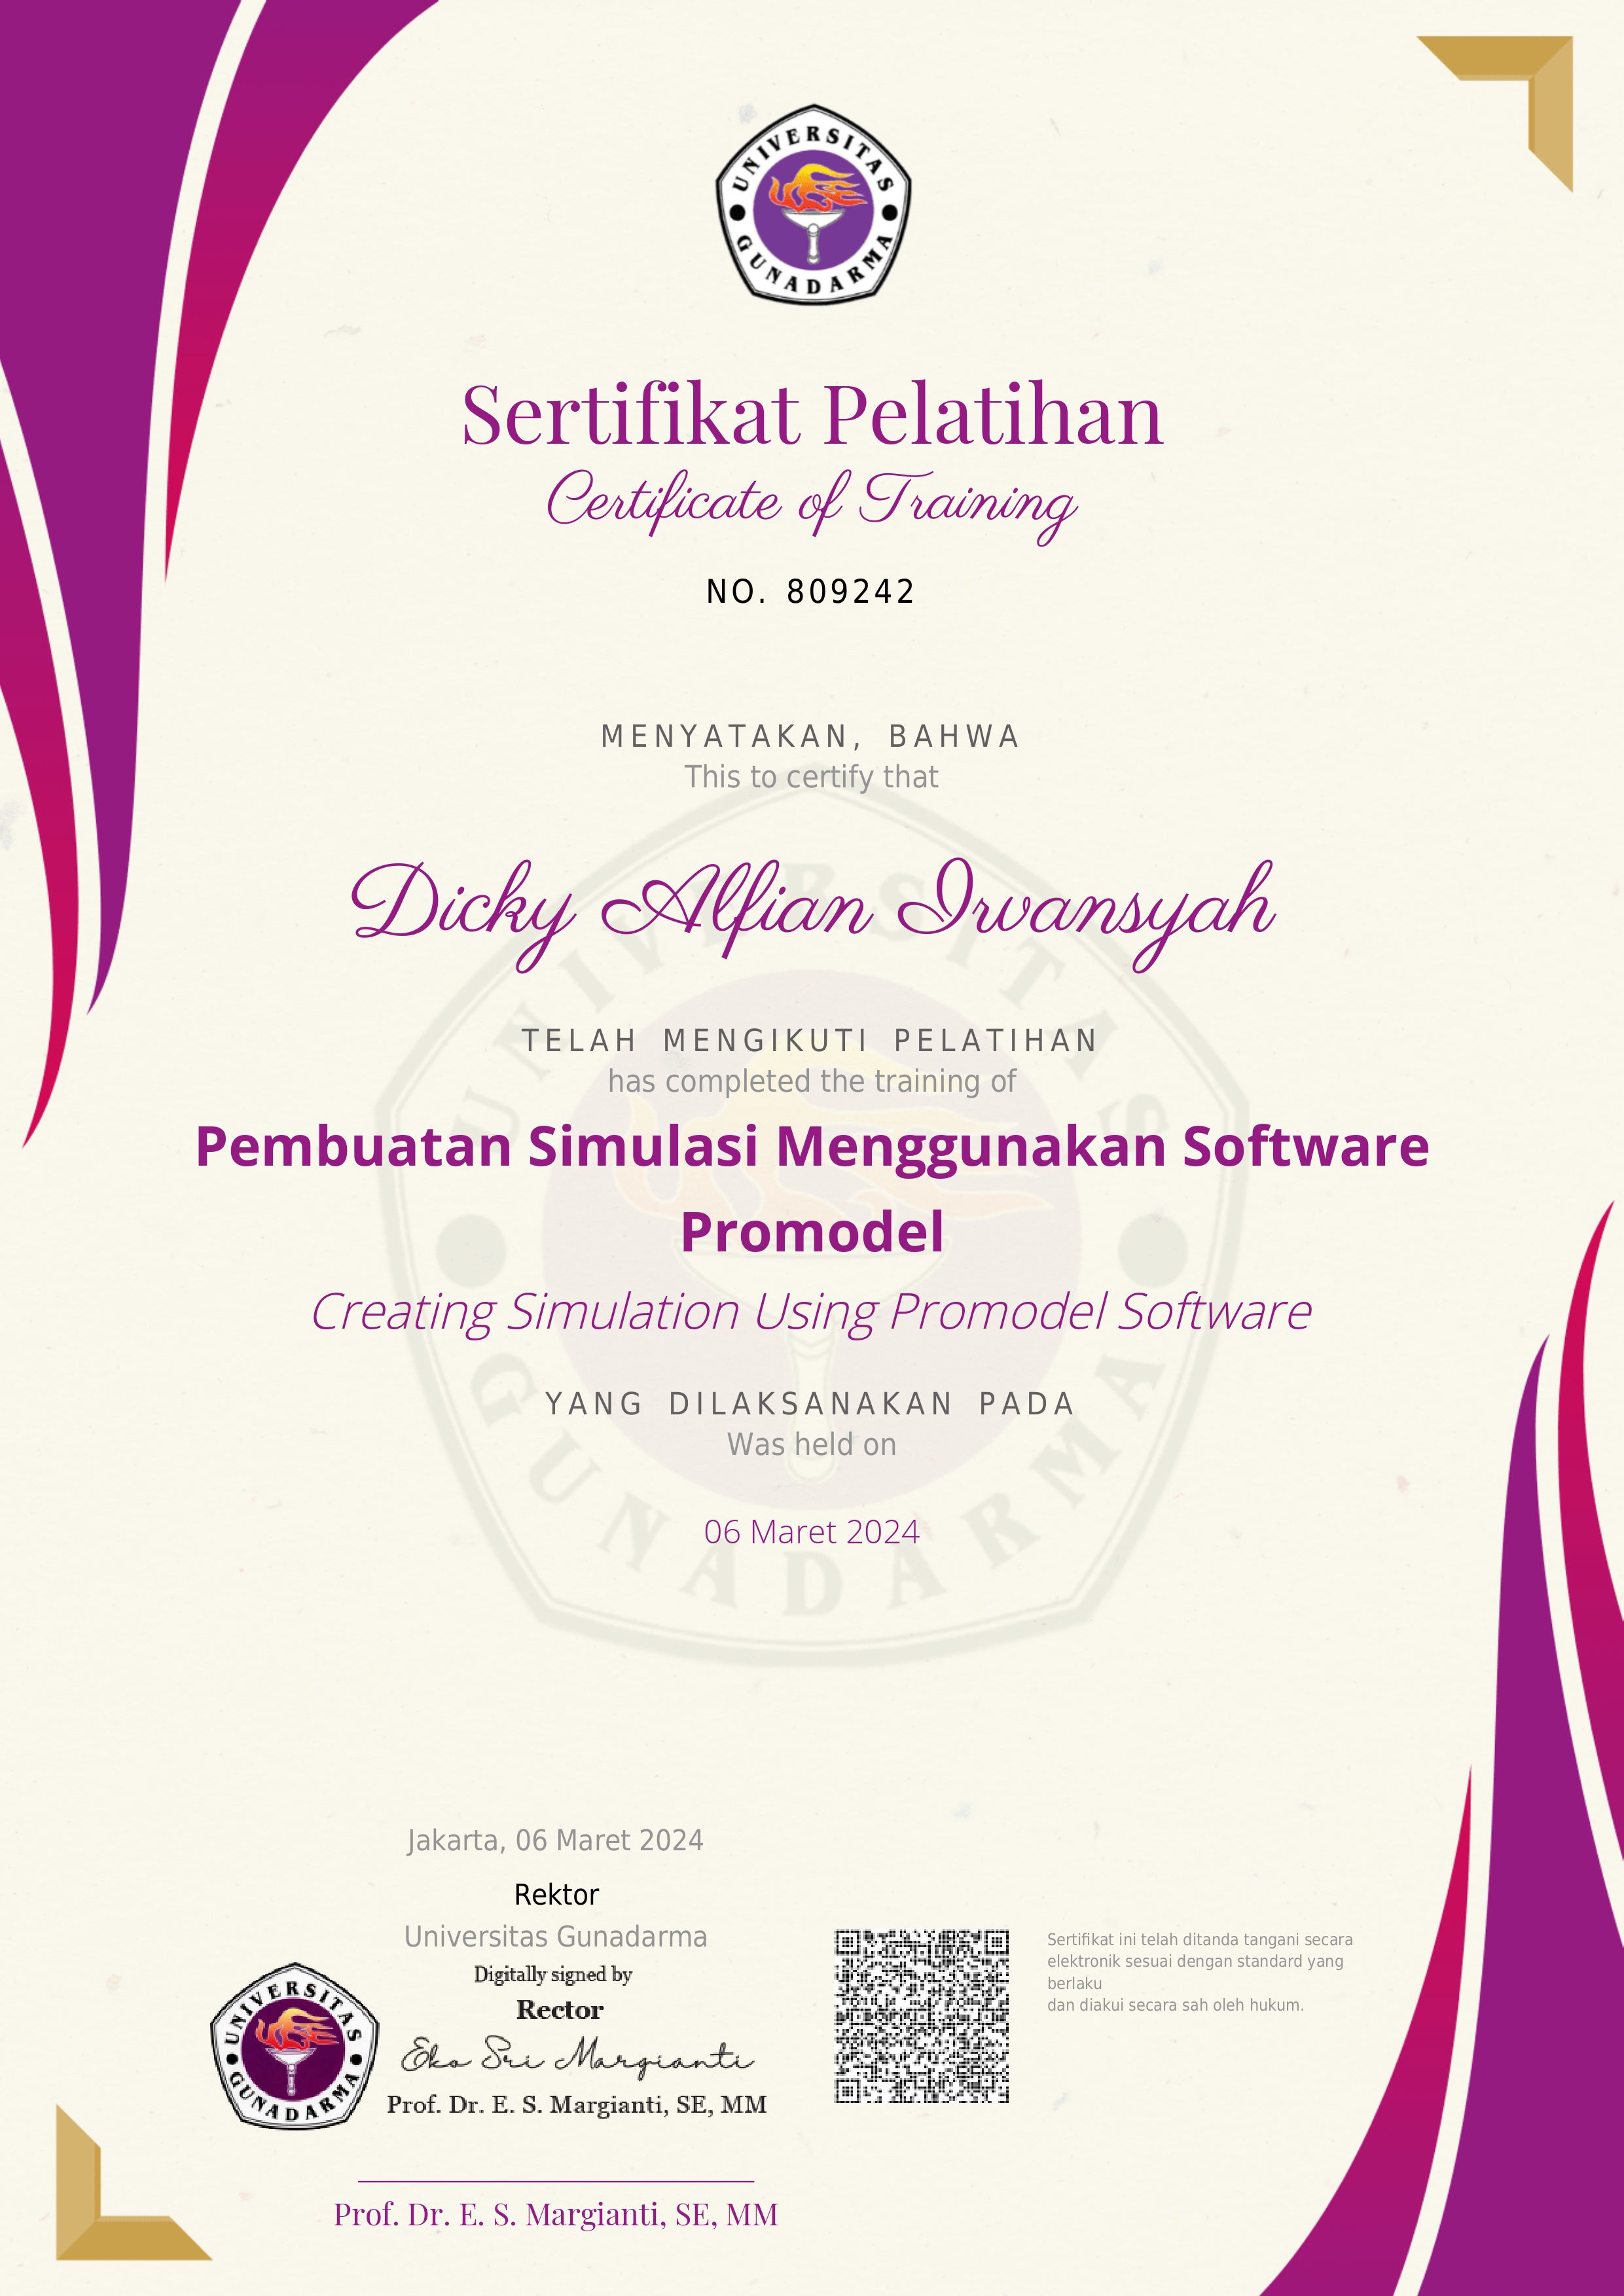 UNIVERSITAS
GUNADARMA
Sertifikat Pelatihan
Certificate of Training
NO. 809242
MENYATAKAN, BAHWA
This to certify that
Dicky Alfian Irwansyah
TELAH MENGIKUTI PELATIHAN
has completed the training of
Pembuatan Simulasi Menggunakan Software
Promodel
Creating Simulation Using Promodel Software
YANG DILAKSANAKAN PADA
Was held on
06 Maret 2024
UNIVERSITAS
GUNADARMA
Jakarta, 06 Maret 2024
Rektor
Universitas Gunadarma
Digitally signed by
Rector
Eko Sri Margianti
Prof. Dr. E. S. Margianti, SE, MM
UNIVERSITAS
GUNADARMA
Prof. Dr. E. S. Margianti, SE, MM
Sertifikat ini telah ditanda tangani secara
elektronik sesuai dengan standard yang
berlaku
dan diakui secara sah oleh hukum.